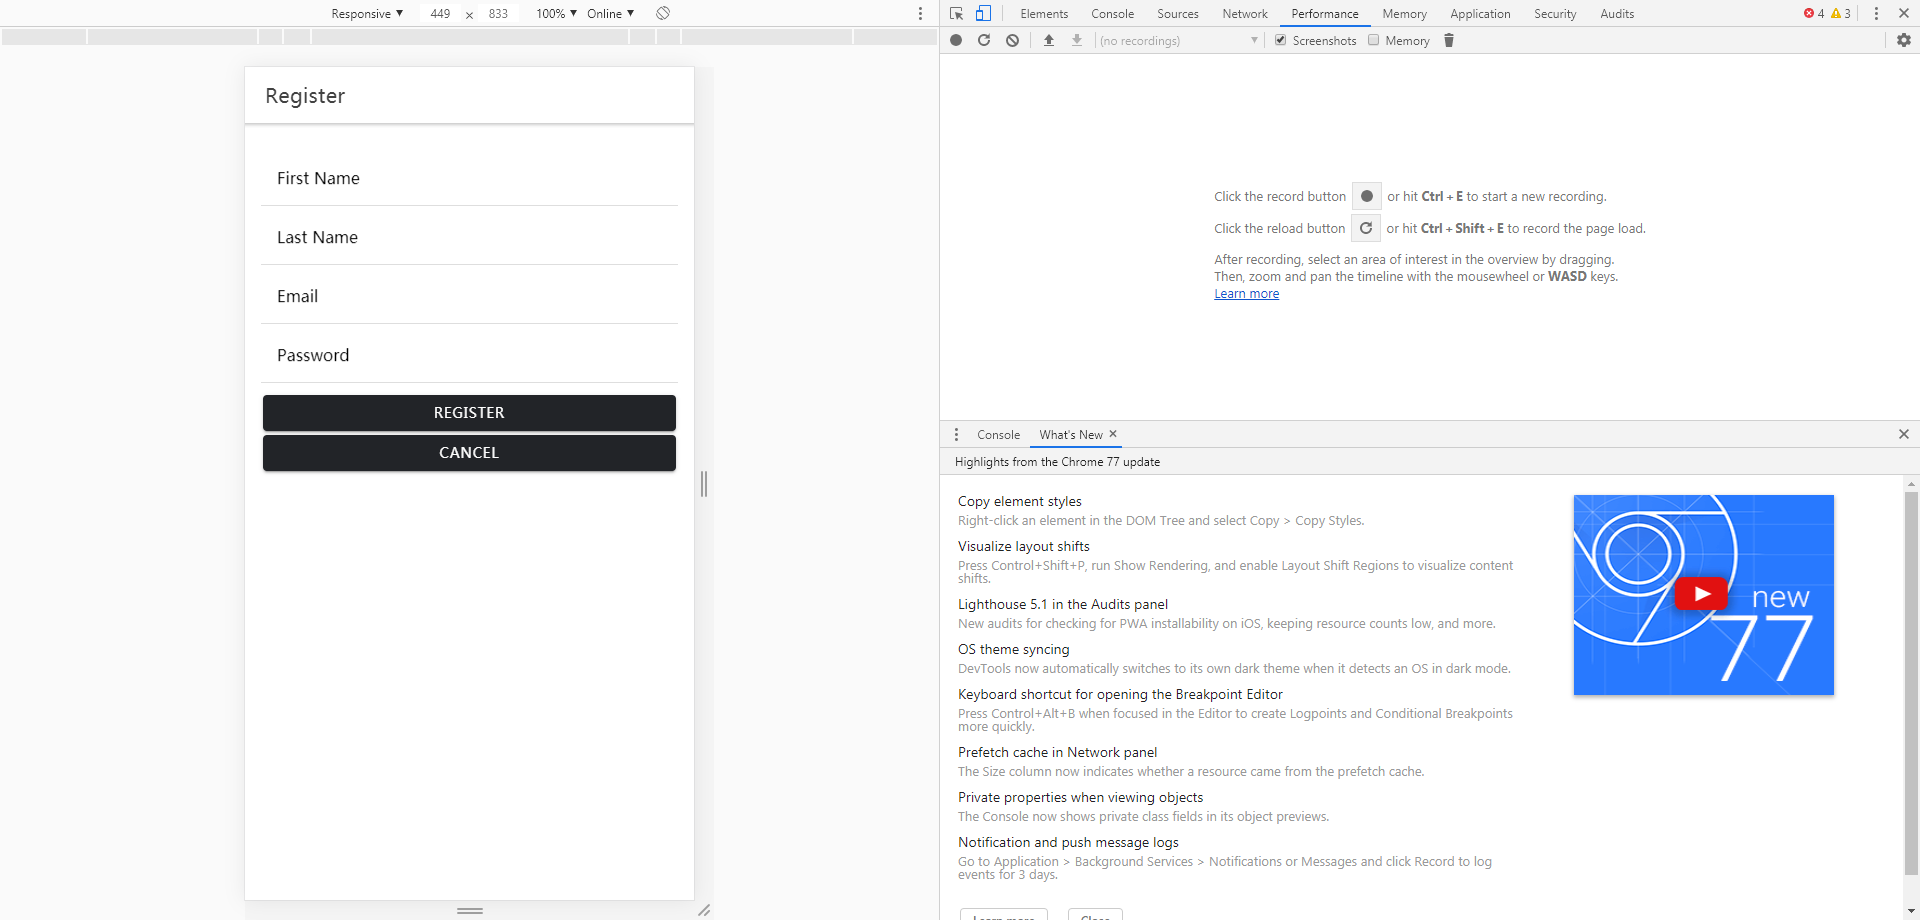 Responsive ▼ 449 × 833 100% ▼ Online ▼
Elements Console Sources Network Performance Memory Application Security Audits 4 3
(no recordings) ▼ Screenshots Memory
Register
First Name
Last Name
Email
Password
REGISTER
CANCEL
Click the record button or hit Ctrl + E to start a new recording.
Click the reload button or hit Ctrl + Shift + E to record the page load.
After recording, select an area of interest in the overview by dragging.
Then, zoom and pan the timeline with the mousewheel or WASD keys.
Learn more
Console What's New ×
Highlights from the Chrome 77 update
Copy element styles
Right-click an element in the DOM Tree and select Copy > Copy Styles.
Visualize layout shifts
Press Control+Shift+P, run Show Rendering, and enable Layout Shift Regions to visualize content
shifts.
Lighthouse 5.1 in the Audits panel
New audits for checking for PWA installability on iOS, keeping resource counts low, and more.
OS theme syncing
DevTools now automatically switches to its own dark theme when it detects an OS in dark mode.
Keyboard shortcut for opening the Breakpoint Editor
Press Control+Alt+B when focused in the Editor to create Logpoints and Conditional Breakpoints
more quickly.
Prefetch cache in Network panel
The Size column now indicates whether a resource came from the prefetch cache.
Private properties when viewing objects
The Console now shows private class fields in its object previews.
Notification and push message logs
Go to Application > Background Services > Notifications or Messages and click Record to log
events for 3 days.
Learn more Close
new
77